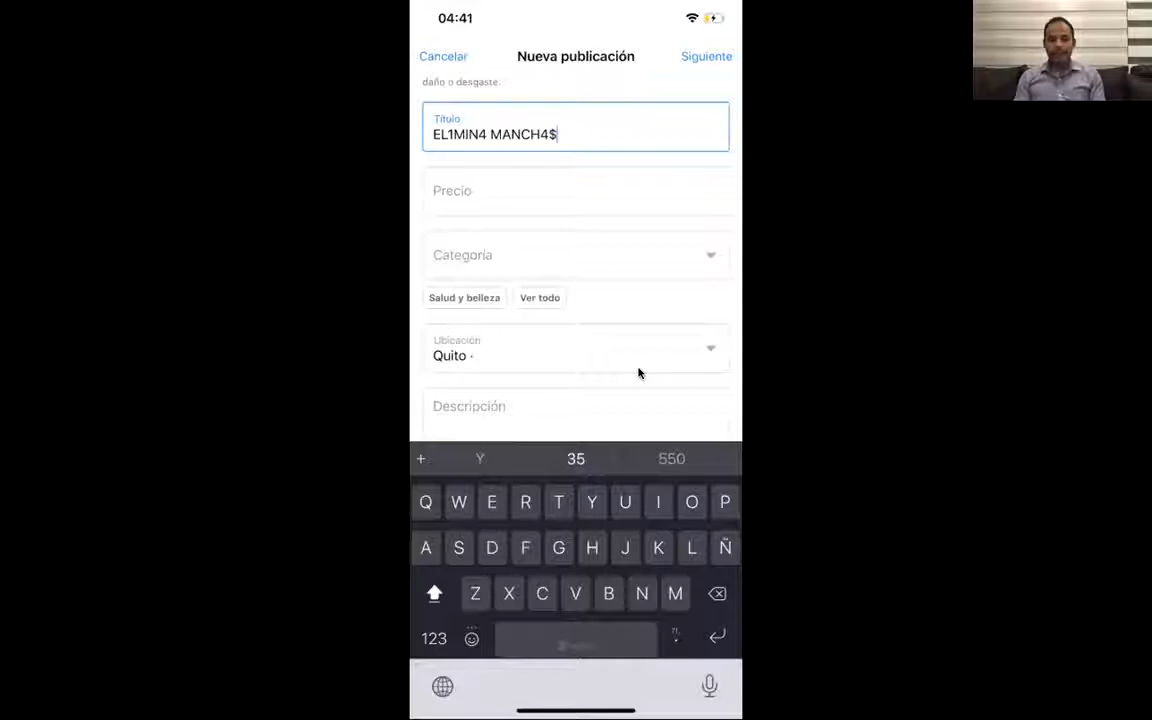 04:41
Cancelar Nueva publicación Siguiente
daño o desgaste.
Título
EL1MIN4 MANCH4$
Precio
Categoría
Salud y belleza Ver todo
Ubicación
Quito ·
Descripción
+ Y 35 550
Q W E R T Y U I O P
A S D F G H J K L Ñ
Z X C V B N M
123